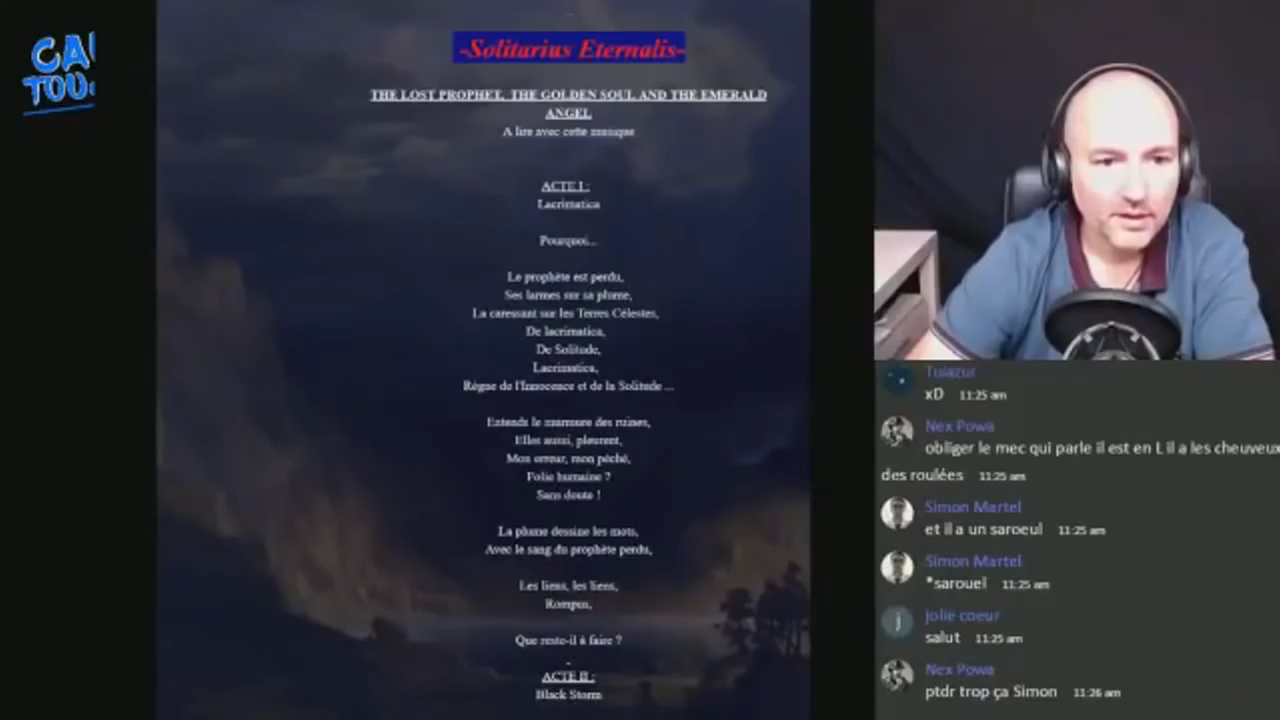 CA
TOU
-Solitarius Eternalis-
THE LOST PROPHET, THE GOLDEN SOUL AND THE EMERALD
ANGEL
A lire avec cette musique
ACTE I :
Lacrimatica
Pourquoi...
Le prophète est perdu,
Ses larmes sur sa plume,
La caressant sur les Terres Célestes,
De lacrimatica,
De Solitude,
Lacrimatica,
Règne de l'Innocence et de la Solitude ...
Entends le murmure des ruines,
Elles aussi, pleurent,
Mon erreur, mon péché,
Folie humaine ?
Sans doute !
La plume dessine les mots,
Avec le sang du prophète perdu,
Les liens, les liens,
Rompus,
Que reste-il à faire ?
-
ACTE II :
Black Storm
Tulazur
xD 11:25 am
Nex Powa
obliger le mec qui parle il est en L il a les cheuveux
des roulées 11:25 am
Simon Martel
et il a un saroeul 11:25 am
Simon Martel
*sarouel 11:25 am
j
jolie coeur
salut 11:25 am
Nex Powa
ptdr trop ça Simon 11:26 am